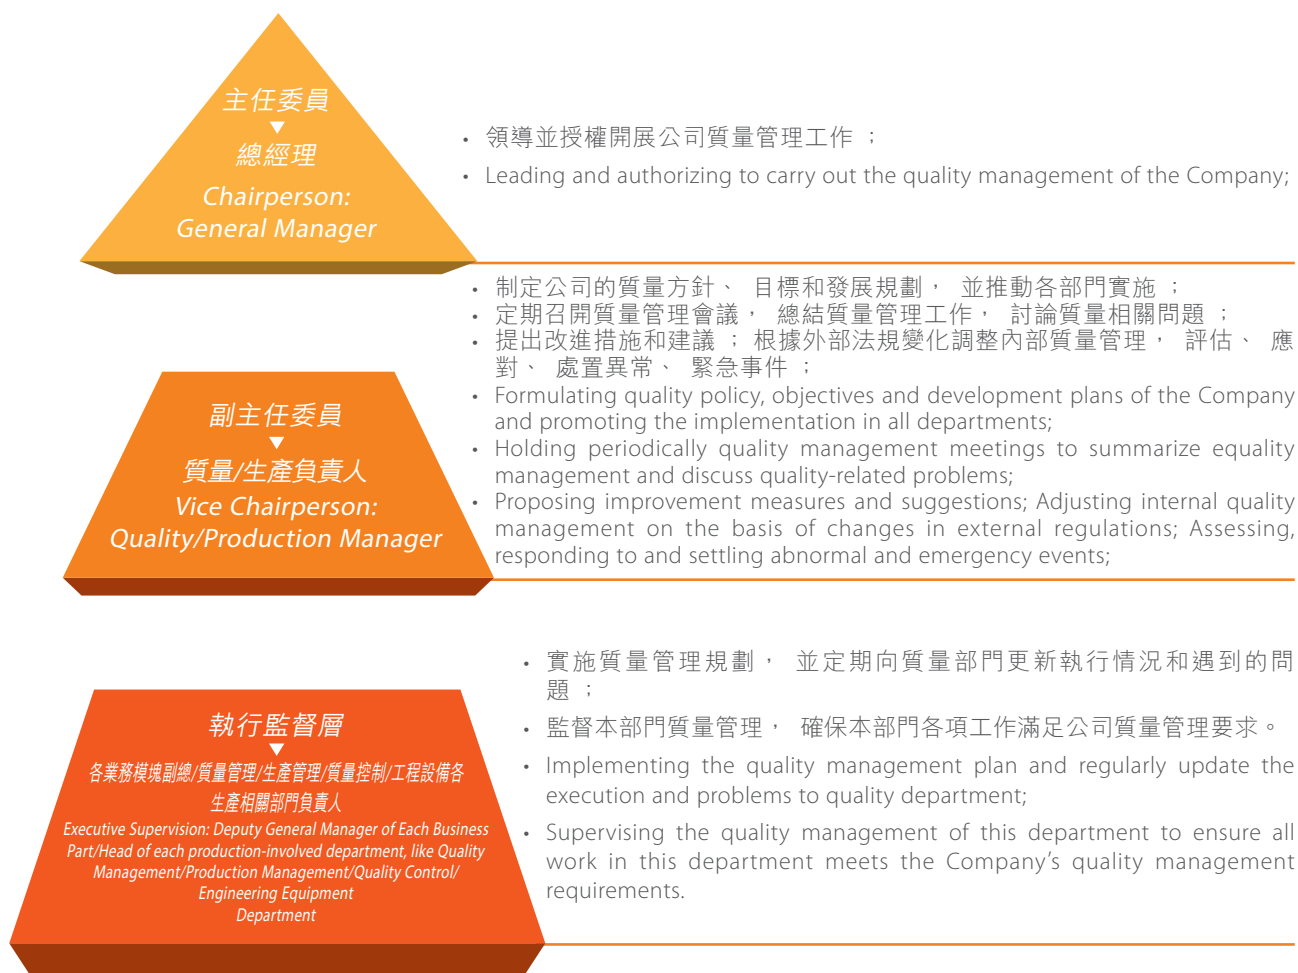 主任委員
▼
總經理
Chairperson:
General Manager
• 領導並授權開展公司質量管理工作 ；
• Leading and authorizing to carry out the quality management of the Company;
副主任委員
▼
質量/生產負責人
Vice Chairperson:
Quality/Production Manager
• 制定公司的質量方針、 目標和發展規劃， 並推動各部門實施 ；
• 定期召開質量管理會議， 總結質量管理工作， 討論質量相關問題 ；
• 提出改進措施和建議 ； 根據外部法規變化調整內部質量管理， 評估、 應
對、 處置異常、 緊急事件 ；
• Formulating quality policy, objectives and development plans of the Company
and promoting the implementation in all departments;
• Holding periodically quality management meetings to summarize equality
management and discuss quality-related problems;
• Proposing improvement measures and suggestions; Adjusting internal quality
management on the basis of changes in external regulations; Assessing,
responding to and settling abnormal and emergency events;
執行監督層
▼
各業務模塊副總/質量管理/生產管理/質量控制/工程設備各
生產相關部門負責人
Executive Supervision: Deputy General Manager of Each Business
Part/Head of each production-involved department, like Quality
Management/Production Management/Quality Control/
Engineering Equipment
Department
• 實施質量管理規劃， 並定期向質量部門更新執行情況和遇到的問
題 ；
• 監督本部門質量管理， 確保本部門各項工作滿足公司質量管理要求。
• Implementing the quality management plan and regularly update the
execution and problems to quality department;
• Supervising the quality management of this department to ensure all
work in this department meets the Company’s quality management
requirements.